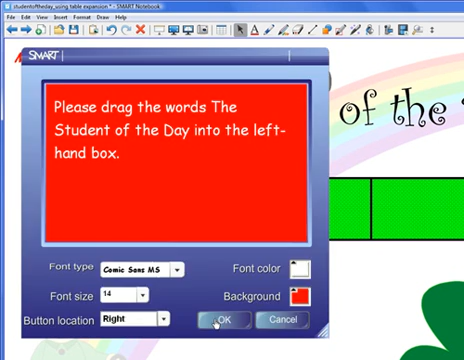 studentoftheday_using table expansion * - SMART Notebook
File Edit View Insert Format Draw Help
SMART
Please drag the words The
Student of the Day into the left-
hand box.
of the
Font type
Comic Sans MS
Font color
Font size
14
Background
Button location
Right
OK
Cancel